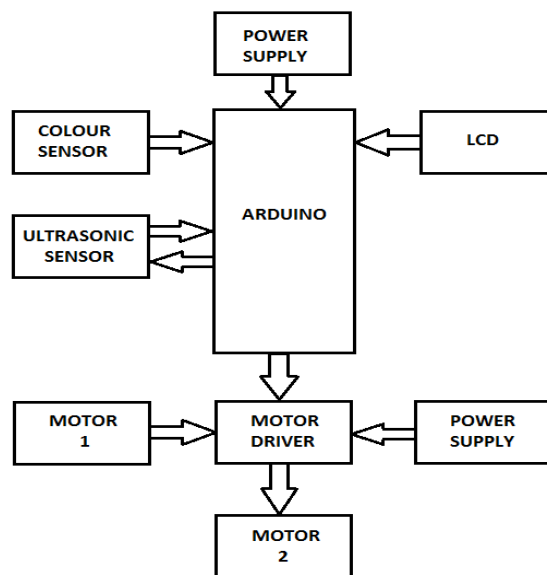 POWER
SUPPLY
COLOUR
SENSOR
LCD
ARDUINO
ULTRASONIC
SENSOR
MOTOR
1
MOTOR
DRIVER
POWER
SUPPLY
MOTOR
2